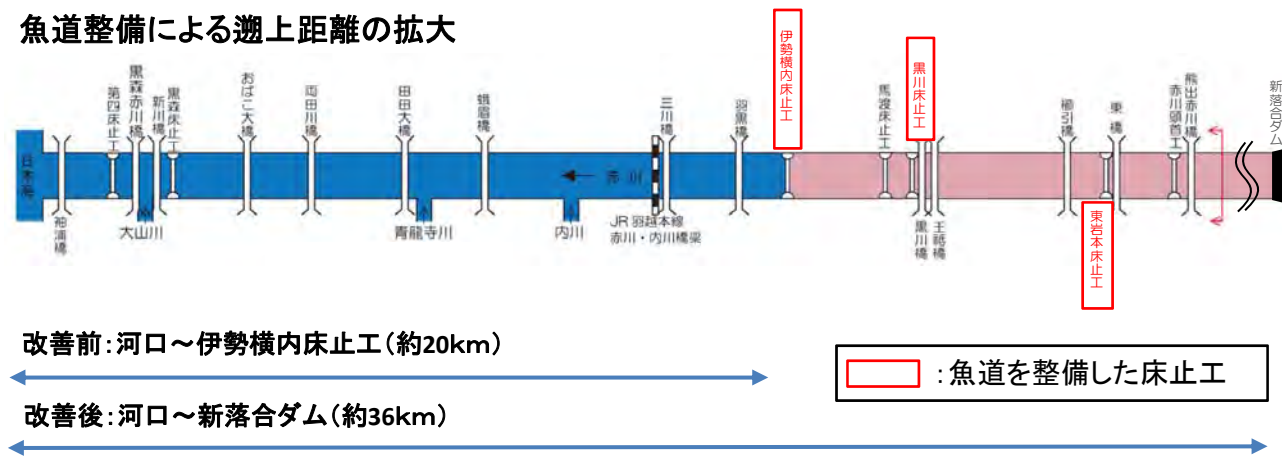 魚道整備による遡上距離の拡大
日本海
袖浦橋
第四床止工
黒森赤川橋
大山川
新川橋
黒森床止工
おばこ大橋
両田川橋
田田大橋
青龍寺川
蛾眉橋
内川
赤川
JR羽越本線
赤川・内川橋梁
三川橋
羽黒橋
伊勢横内床止工
馬渡床止工
黒川床止工
黒川橋
王祗橋
櫛引橋
東橋
東岩本床止工
赤川頭首工
熊出赤川橋
新落合ダム
改善前:河口～伊勢横内床止工(約20km)
:魚道を整備した床止工
改善後:河口～新落合ダム(約36km)